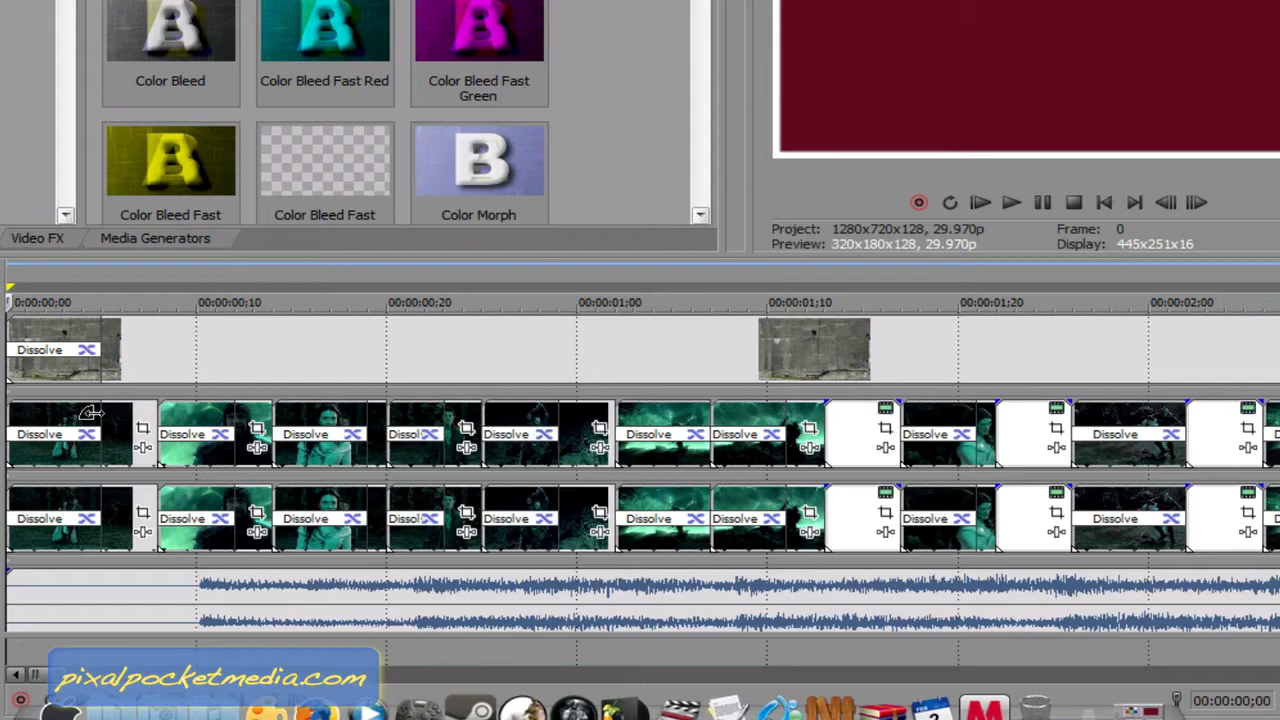 Color Bleed
Color Bleed Fast Red
Color Bleed Fast
Green
Color Bleed Fast
Color Bleed Fast
Color Morph
Video FX
Media Generators
Project: 1280x720x128, 29.970p
Frame: 0
Preview: 320x180x128, 29.970p
Display: 445x251x16
0:00:00;00
00:00:00;10
00:00:00;20
00:00:01;00
00:00:01;10
00:00:01;20
00:00:02;00
Dissolve
Dissolve
Dissolve
Dissolve
Dissol
Dissolve
Dissolve
Dissolve
Dissolve
Dissolve
Dissolve
Dissolve
Dissolve
Dissol
Dissolve
Dissolve
Dissolve
Dissolve
Dissolve
pixalpocketmedia.com
00:00:00;00